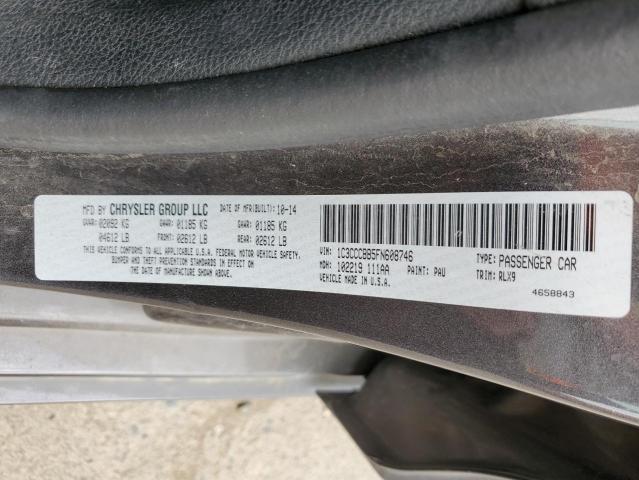 MFD BY CHRYSLER GROUP LLC DATE OF MFR(BUILT): 10-14
GVWR: 02092 KG GAWR: 01185 KG GAWR: 01185 KG
04612 LB FRONT: 02612 LB REAR: 02612 LB
THIS VEHICLE CONFORMS TO ALL APPLICABLE U.S.A. FEDERAL MOTOR VEHICLE SAFETY,
BUMPER AND THEFT PREVENTION STANDARDS IN EFFECT ON
THE DATE OF MANUFACTURE SHOWN ABOVE.
VIN: 1C3CCCBB5FN608746 TYPE: PASSENGER CAR
MDH: 102219 111AA PAINT: PAU TRIM: RLX9
VEHICLE MADE IN U.S.A.
4658843